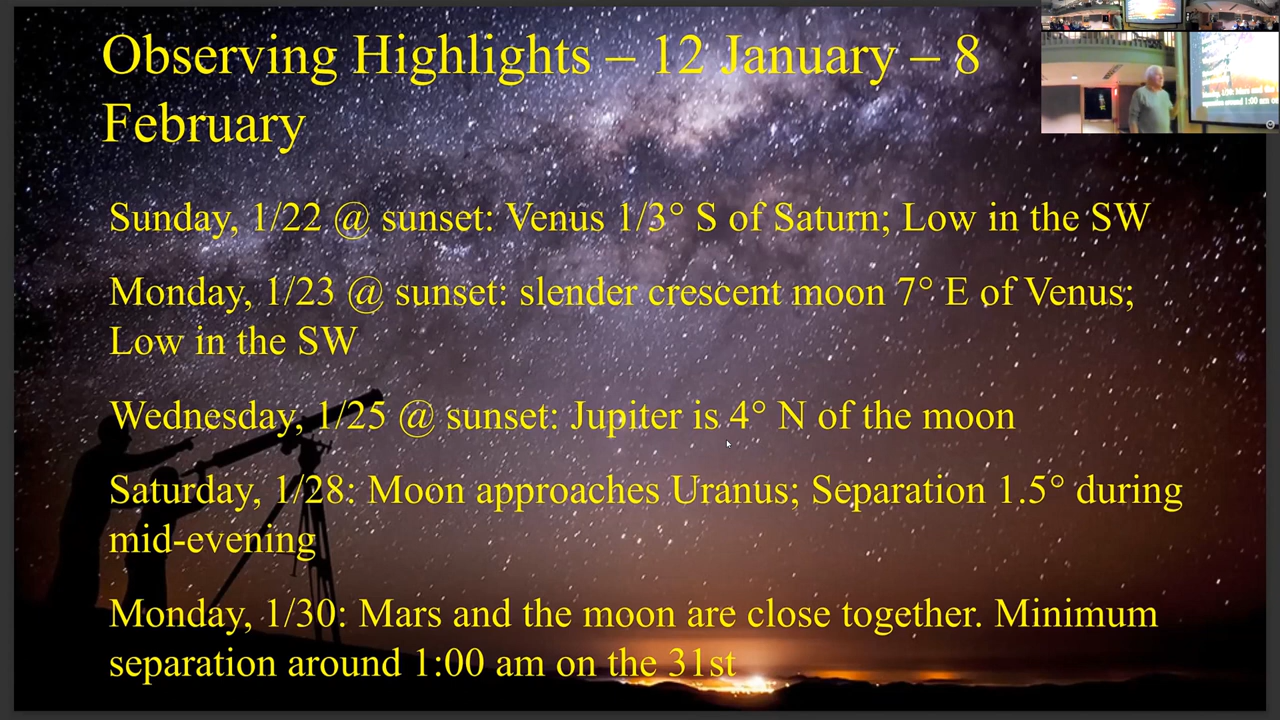 Observing Highlights – 12 January – 8
February
Sunday, 1/22 @ sunset: Venus 1/3° S of Saturn; Low in the SW
Monday, 1/23 @ sunset: slender crescent moon 7° E of Venus;
Low in the SW
Wednesday, 1/25 @ sunset: Jupiter is 4° N of the moon
Saturday, 1/28: Moon approaches Uranus; Separation 1.5° during
mid-evening
Monday, 1/30: Mars and the moon are close together. Minimum
separation around 1:00 am on the 31st